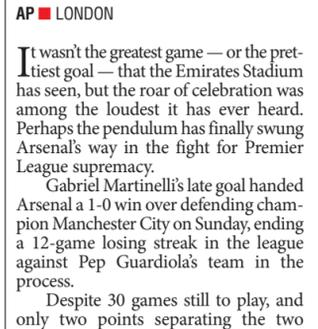 AP ■ LONDON
It wasn't the greatest game — or the pret-
tiest goal — that the Emirates Stadium
has seen, but the roar of celebration was
among the loudest it has ever heard.
Perhaps the pendulum has finally swung
Arsenal's way in the fight for Premier
League supremacy.
Gabriel Martinelli's late goal handed
Arsenal a 1-0 win over defending cham-
pion Manchester City on Sunday, ending
a 12-game losing streak in the league
against Pep Guardiola's team in the
process.
Despite 30 games still to play, and
only two points separating the two